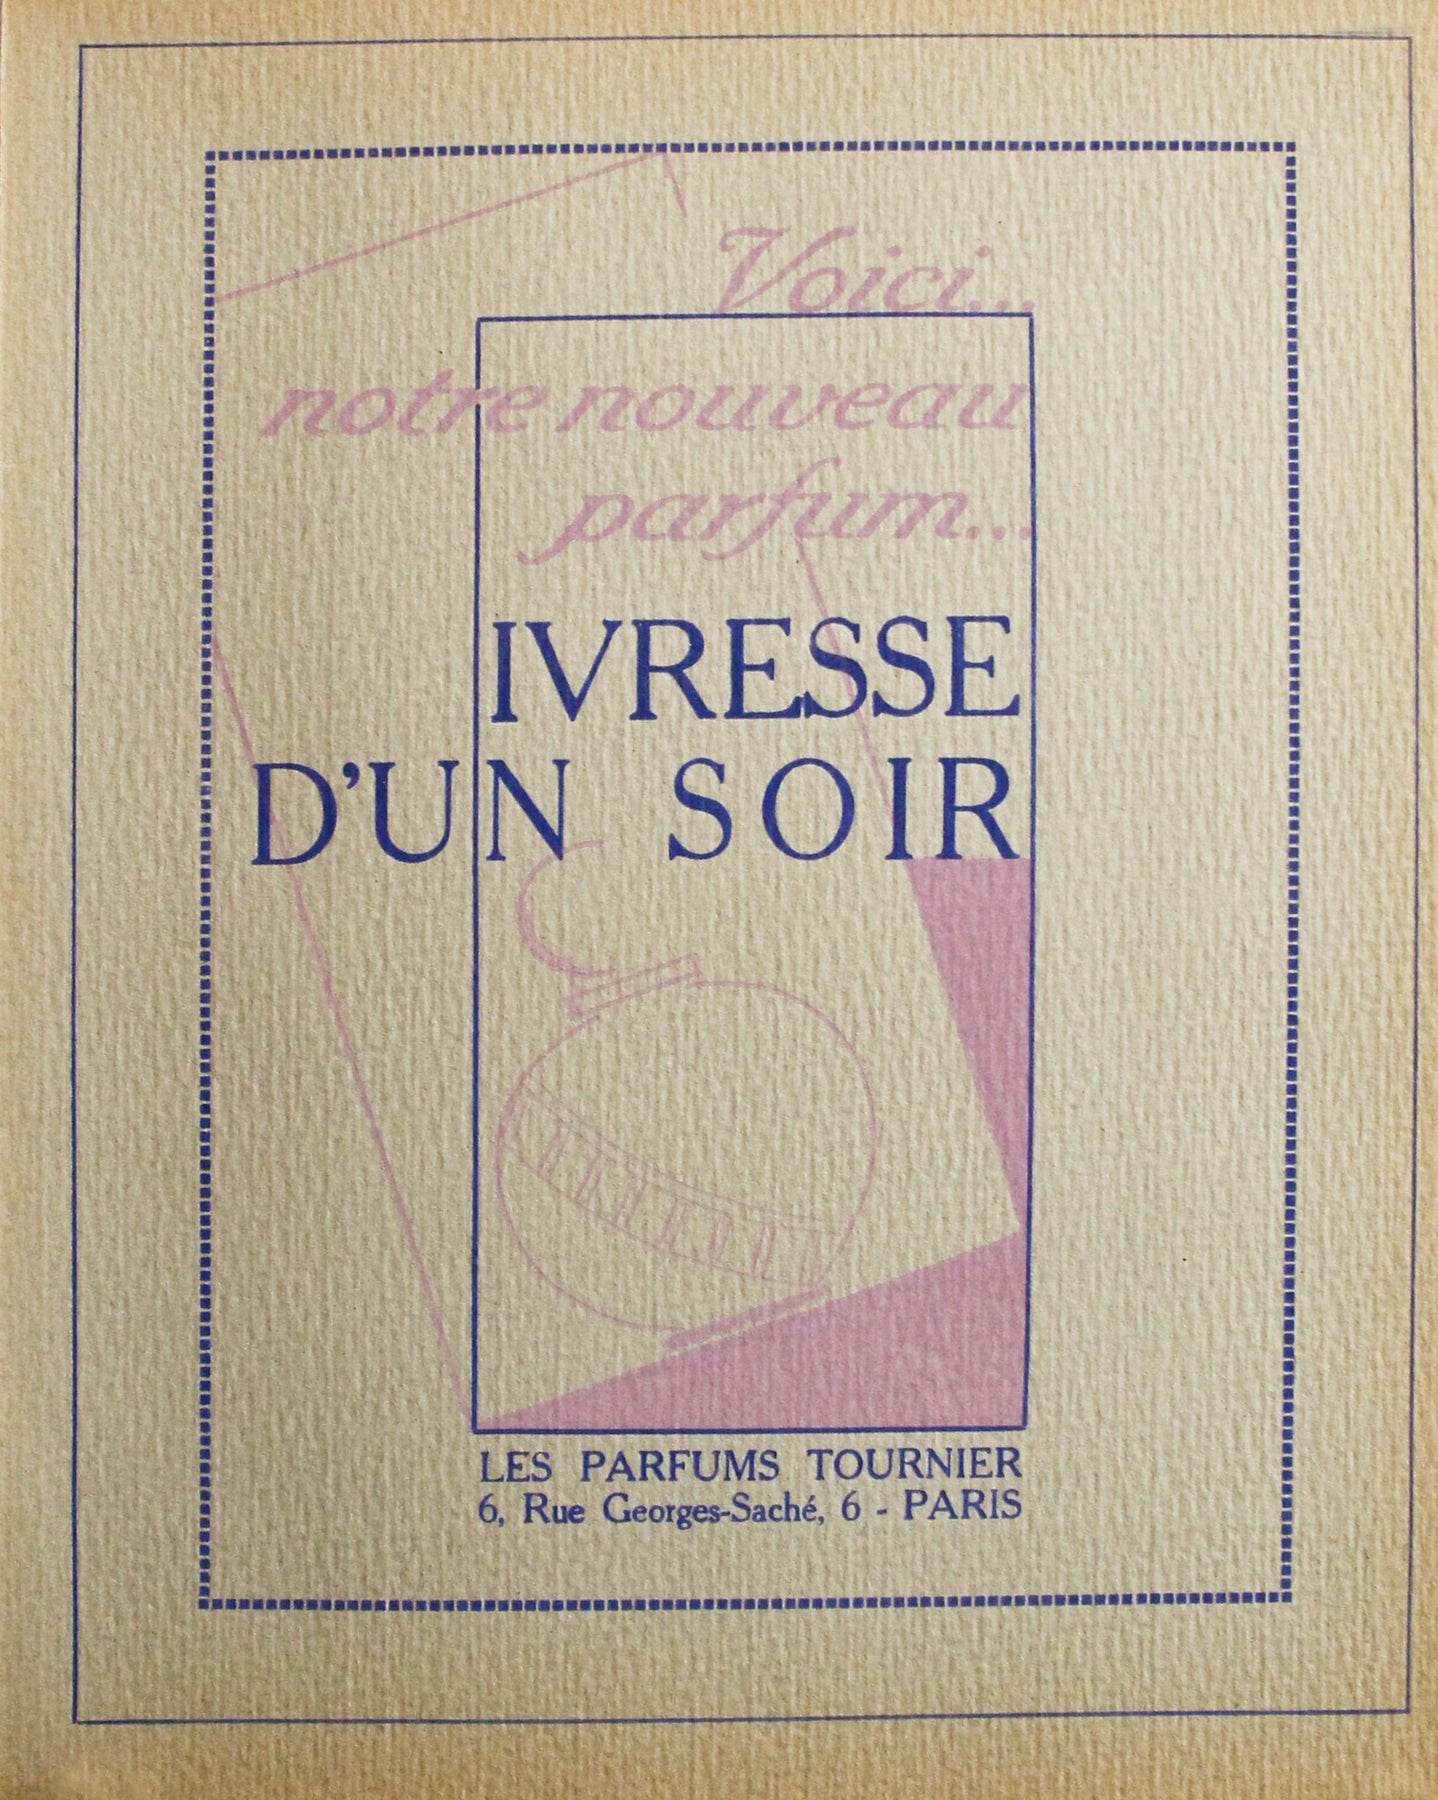 Voici...
notre nouveau
parfum...
IVRESSE
D'UN SOIR
LES PARFUMS TOURNIER
6, Rue Georges-Saché, 6 - PARIS